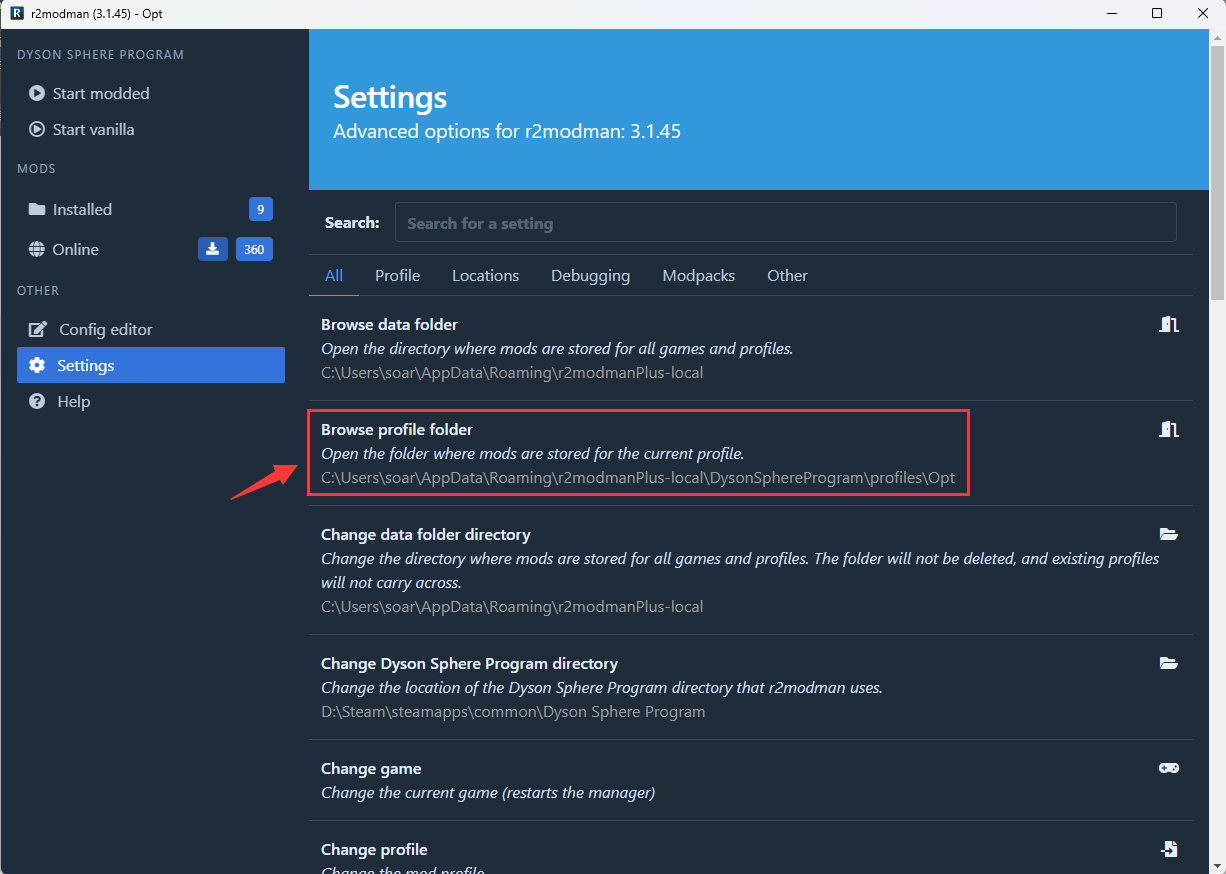 r2modman (3.1.45) - Opt
DYSON SPHERE PROGRAM
Start modded
Start vanilla
MODS
Installed 9
Online 360
OTHER
Config editor
Settings
Help
Settings
Advanced options for r2modman: 3.1.45
Search: Search for a setting
All Profile Locations Debugging Modpacks Other
Browse data folder
Open the directory where mods are stored for all games and profiles.
C:\Users\soar\AppData\Roaming\r2modmanPlus-local
Browse profile folder
Open the folder where mods are stored for the current profile.
C:\Users\soar\AppData\Roaming\r2modmanPlus-local\DysonSphereProgram\profiles\Opt
Change data folder directory
Change the directory where mods are stored for all games and profiles. The folder will not be deleted, and existing profiles
will not carry across.
C:\Users\soar\AppData\Roaming\r2modmanPlus-local
Change Dyson Sphere Program directory
Change the location of the Dyson Sphere Program directory that r2modman uses.
D:\Steam\steamapps\common\Dyson Sphere Program
Change game
Change the current game (restarts the manager)
Change profile
Change the mod profile.